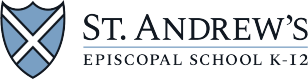 ST. ANDREW'S
EPISCOPAL SCHOOL K-12